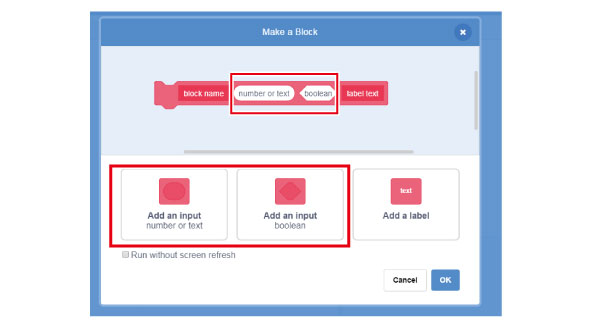 Make a Block
block name number or text boolean label text
text
Add an input Add an input Add a label
number or text boolean
Run without screen refresh
Cancel OK